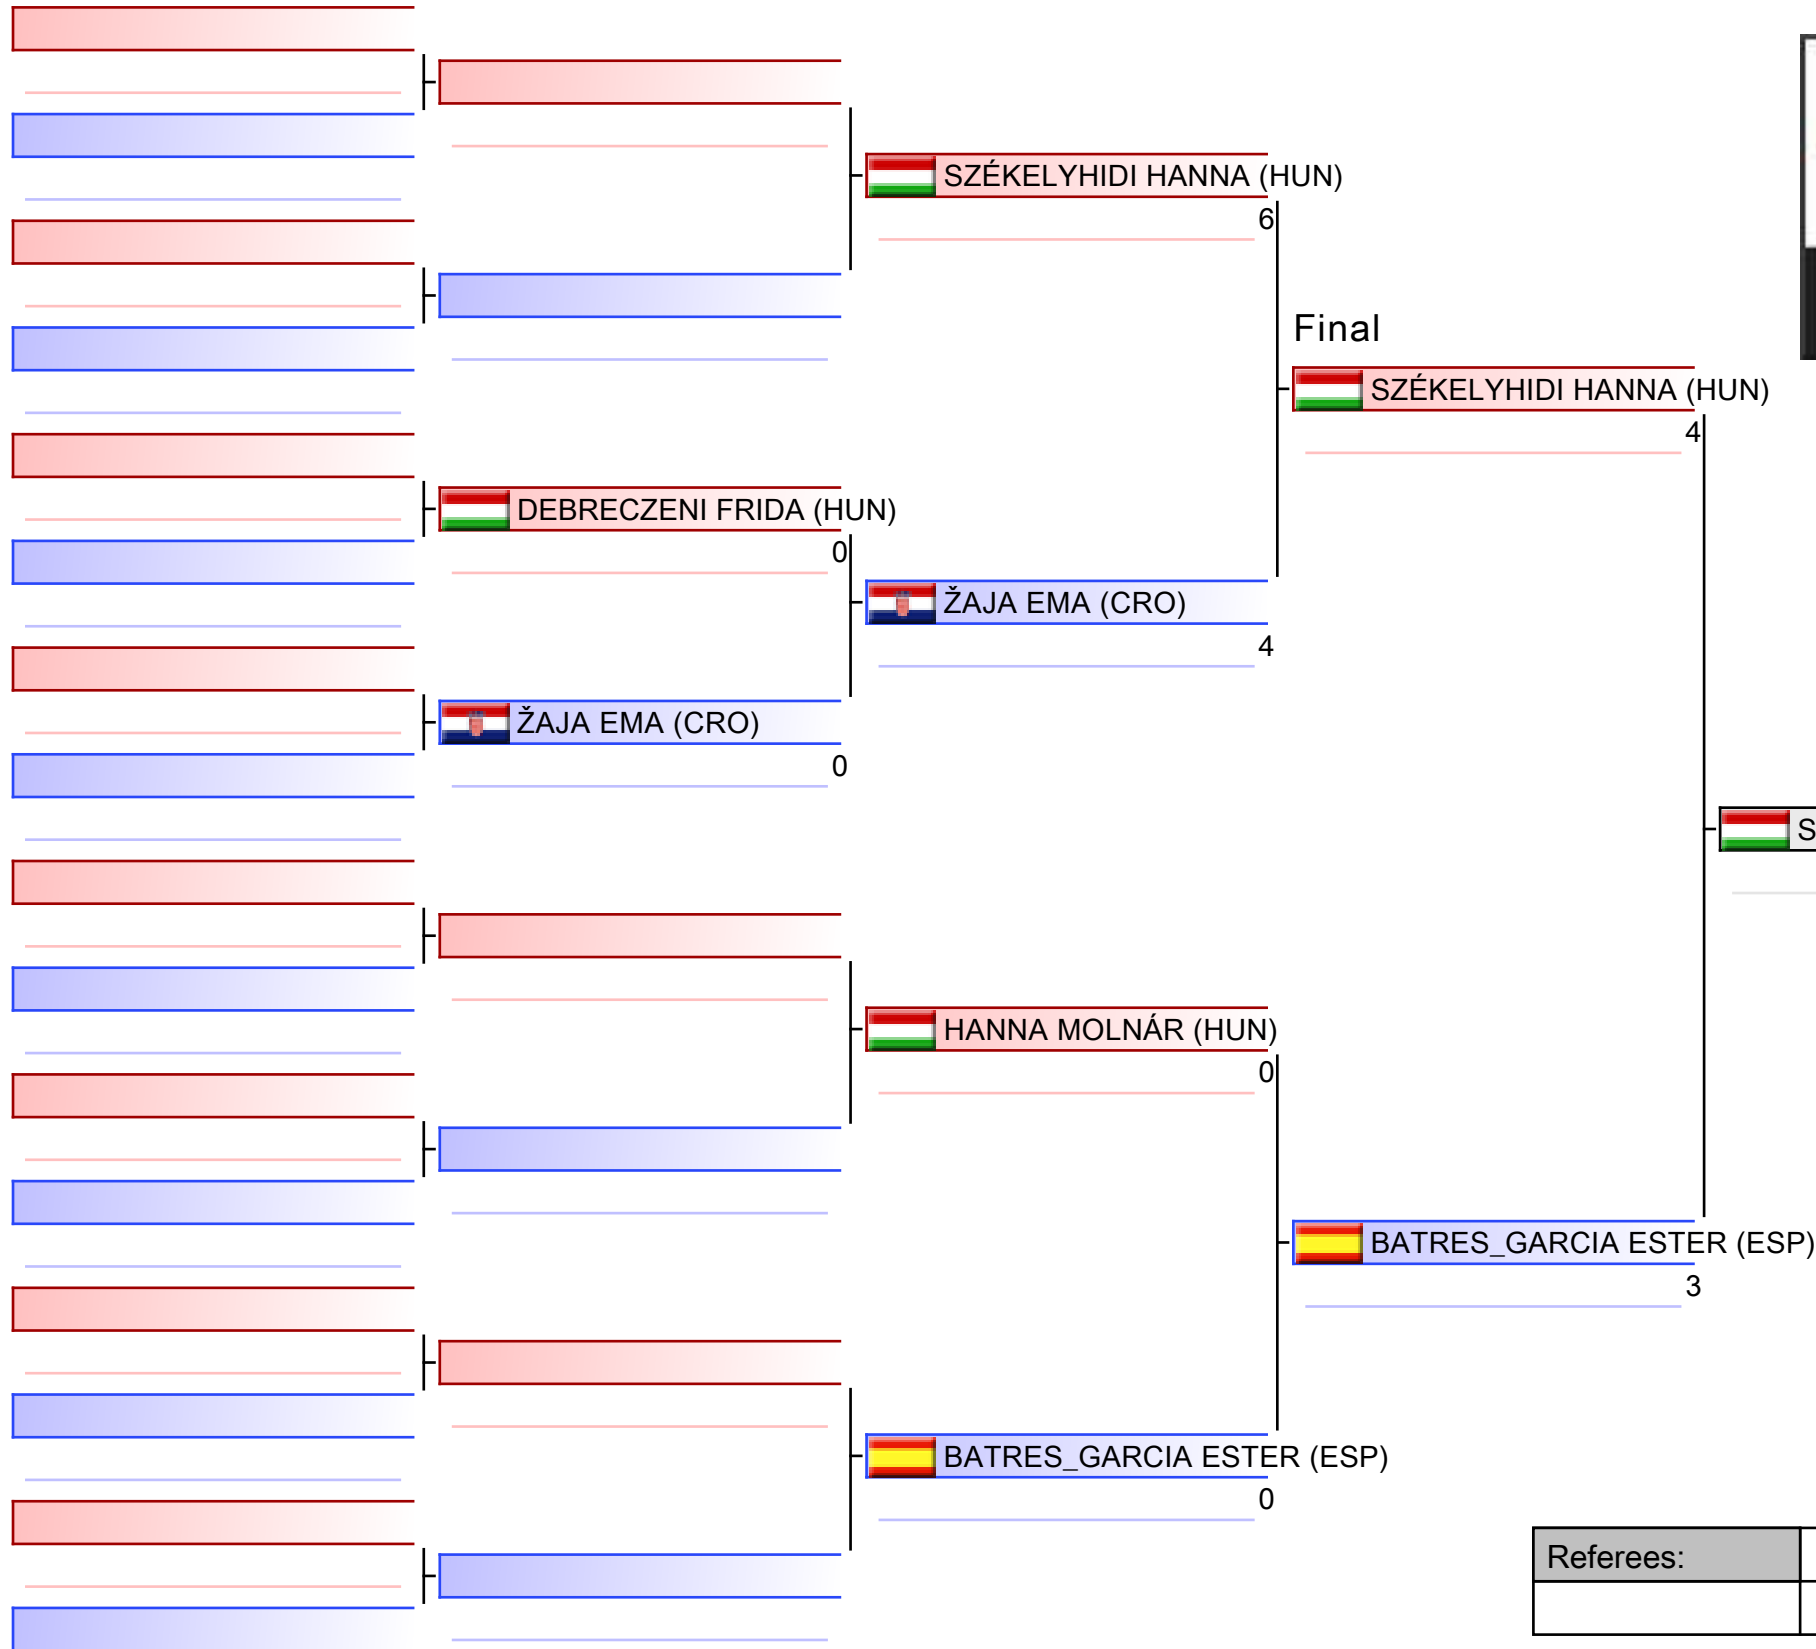 SZÉKELYHIDI HANNA (HUN)
6
Final
SZÉKELYHIDI HANNA (HUN)
4
DEBRECZENI FRIDA (HUN)
0
ŽAJA EMA (CRO)
4
ŽAJA EMA (CRO)
0
S
HANNA MOLNÁR (HUN)
0
BATRES_GARCIA ESTER (ESP)
3
BATRES_GARCIA ESTER (ESP)
0
Referees: